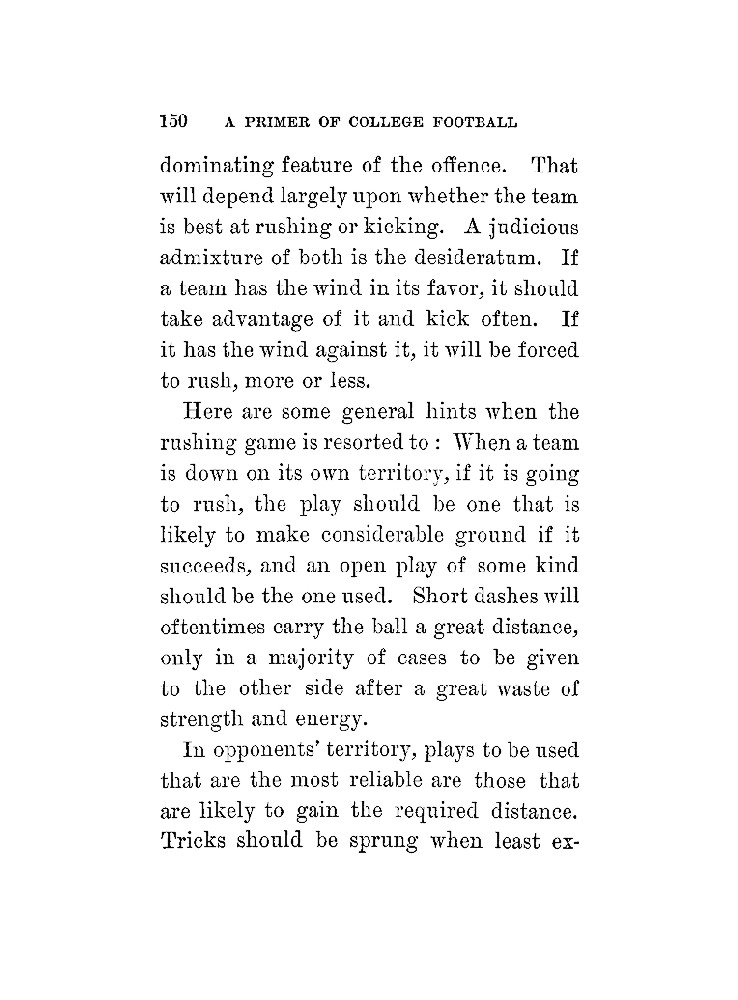 150 A PRIMER OF COLLEGE FOOTBALL
dominating feature of the offence. That
will depend largely upon whether the team
is best at rushing or kicking. A judicious
admixture of both is the desideratum. If
a team has the wind in its favor, it should
take advantage of it and kick often. If
it has the wind against it, it will be forced
to rush, more or less.
Here are some general hints when the
rushing game is resorted to : When a team
is down on its own territory, if it is going
to rush, the play should be one that is
likely to make considerable ground if it
succeeds, and an open play of some kind
should be the one used. Short dashes will
oftentimes carry the ball a great distance,
only in a majority of cases to be given
to the other side after a great waste of
strength and energy.
In opponents' territory, plays to be used
that are the most reliable are those that
are likely to gain the required distance.
Tricks should be sprung when least ex-